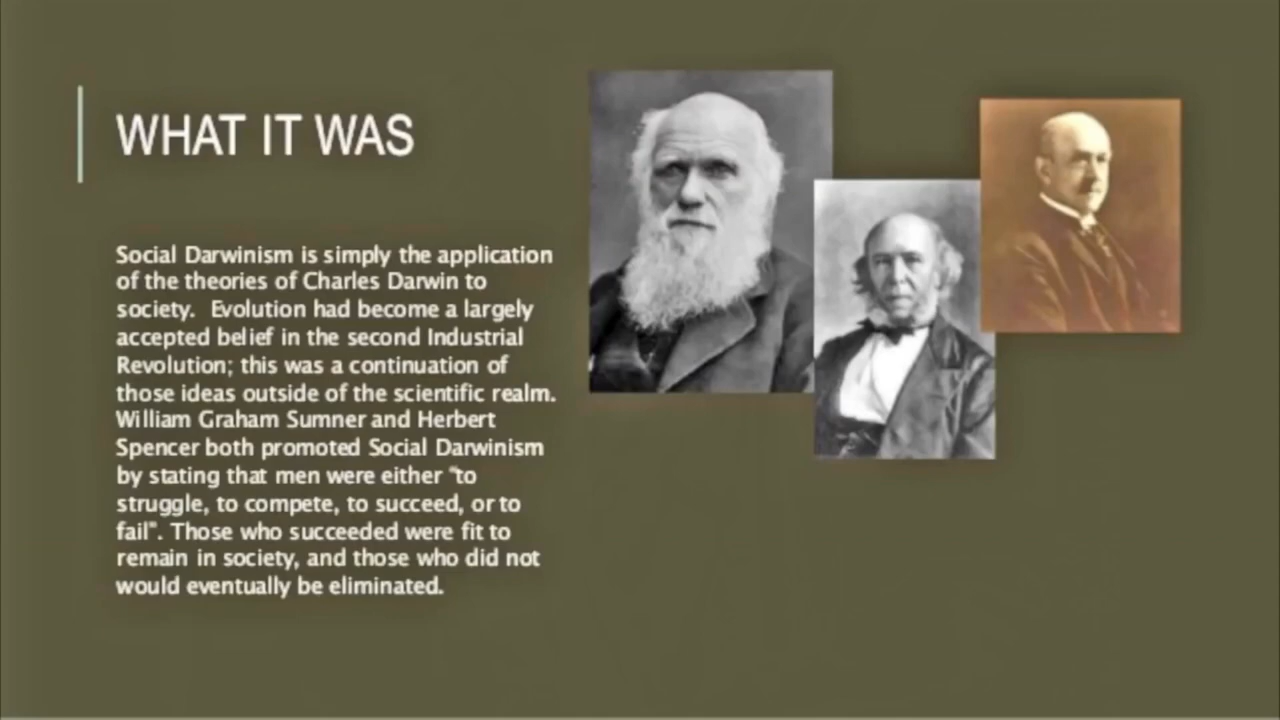 WHAT IT WAS
Social Darwinism is simply the application
of the theories of Charles Darwin to
society.  Evolution had become a largely
accepted belief in the second Industrial
Revolution; this was a continuation of
those ideas outside of the scientific realm.
William Graham Sumner and Herbert
Spencer both promoted Social Darwinism
by stating that men were either "to
struggle, to compete, to succeed, or to
fail". Those who succeeded were fit to
remain in society, and those who did not
would eventually be eliminated.